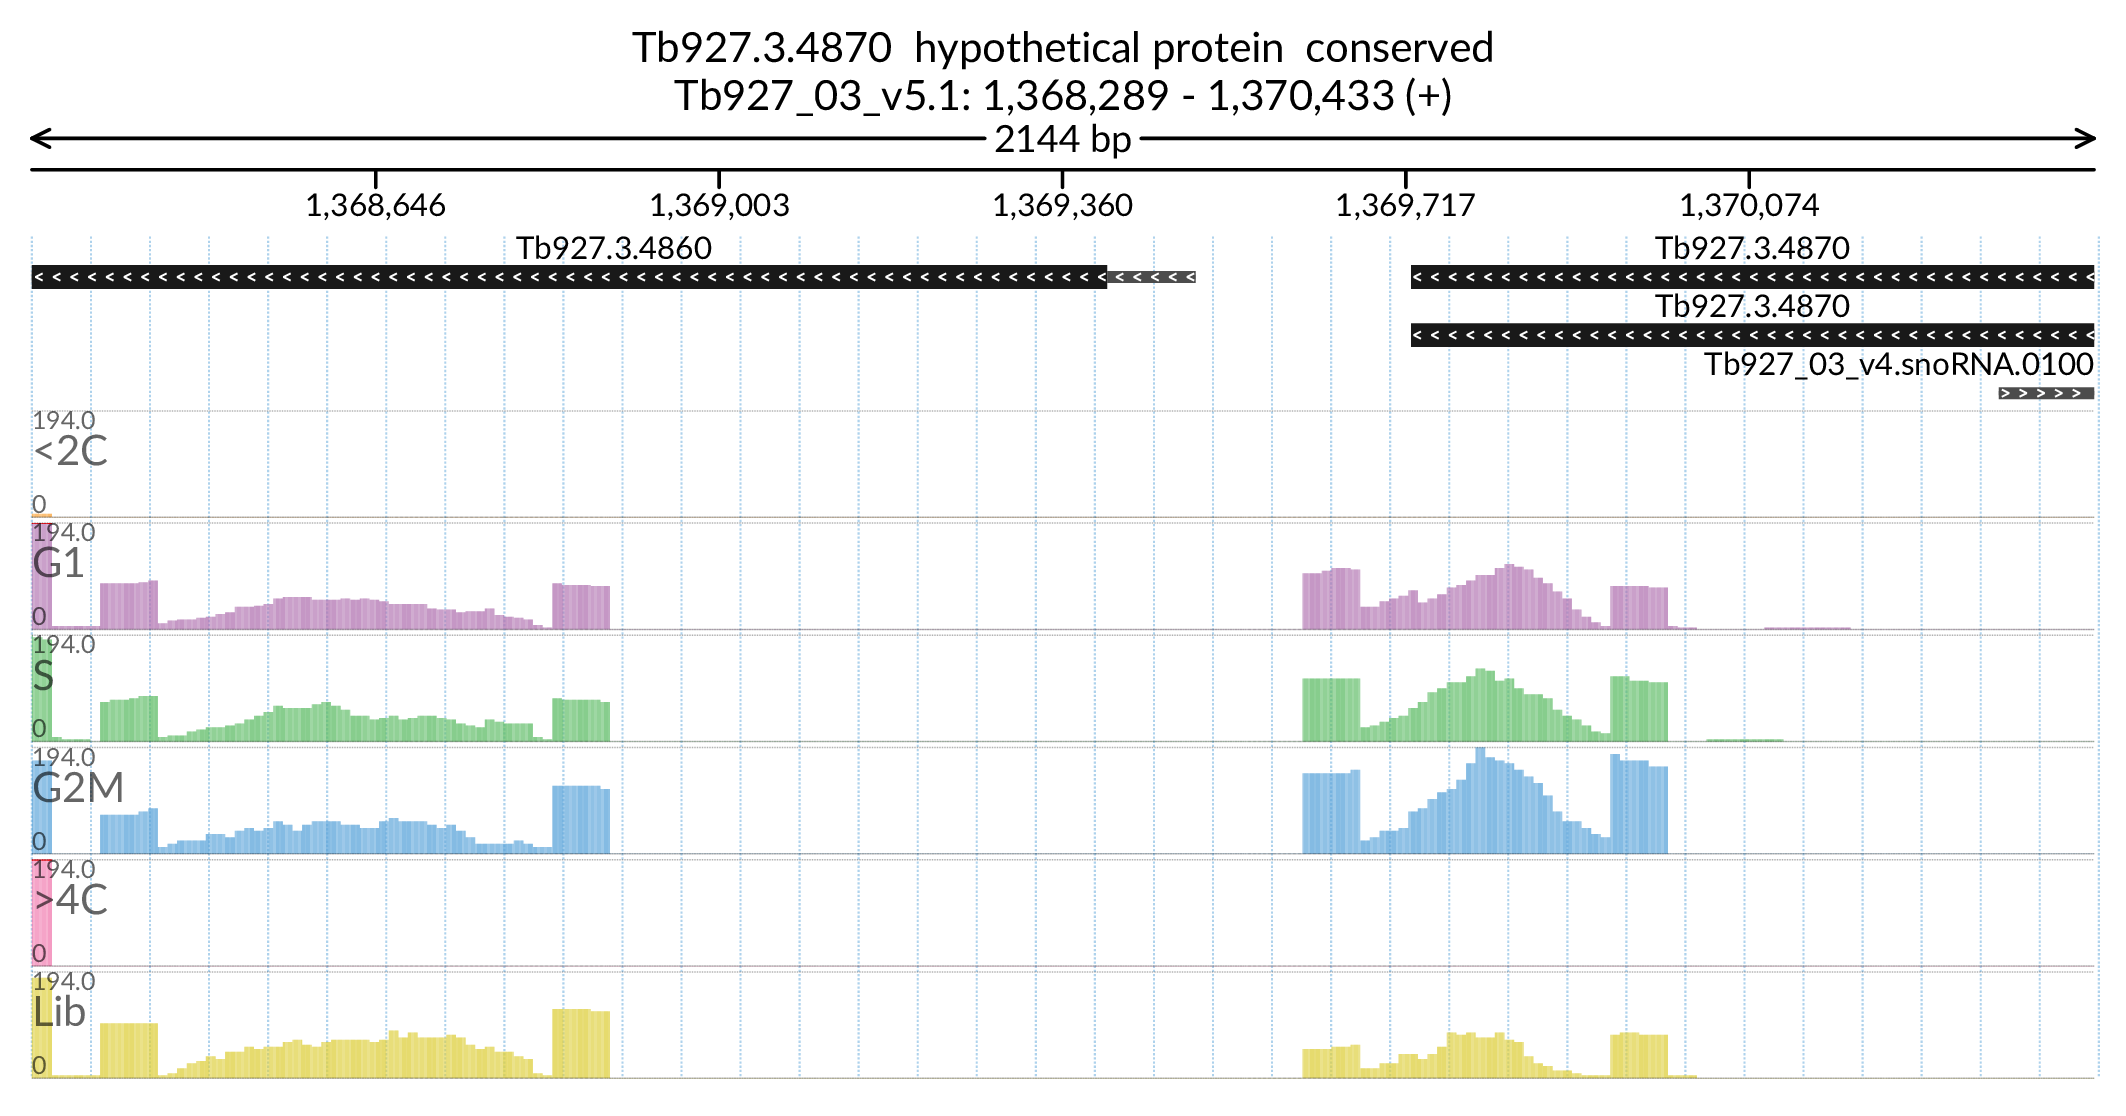 Tb927.3.4870 hypothetical protein conserved
Tb927_03_v5.1: 1,368,289 - 1,370,433 (+)
2144 bp
1,368,646 1,369,003 1,369,360 1,369,717 1,370,074
Tb927.3.4860 Tb927.3.4870
Tb927.3.4870
Tb927_03_v4.snoRNA.0100
194.0
<2C
0
194.0
G1
0
194.0
S
0
194.0
G2M
0
194.0
>4C
0
194.0
Lib
0